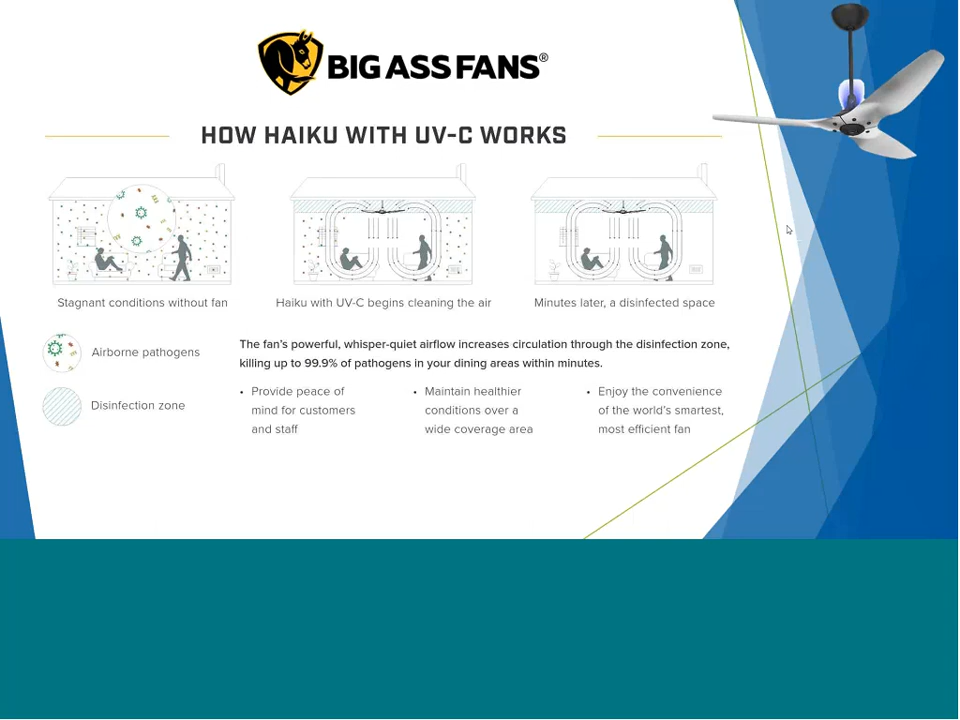 BIG ASS FANS®
HOW HAIKU WITH UV-C WORKS
Stagnant conditions without fan
Haiku with UV-C begins cleaning the air
Minutes later, a disinfected space
Airborne pathogens
Disinfection zone
The fan's powerful, whisper-quiet airflow increases circulation through the disinfection zone,
killing up to 99.9% of pathogens in your dining areas within minutes.
• Provide peace of
mind for customers
and staff
• Maintain healthier
conditions over a
wide coverage area
• Enjoy the convenience
of the world's smartest,
most efficient fan